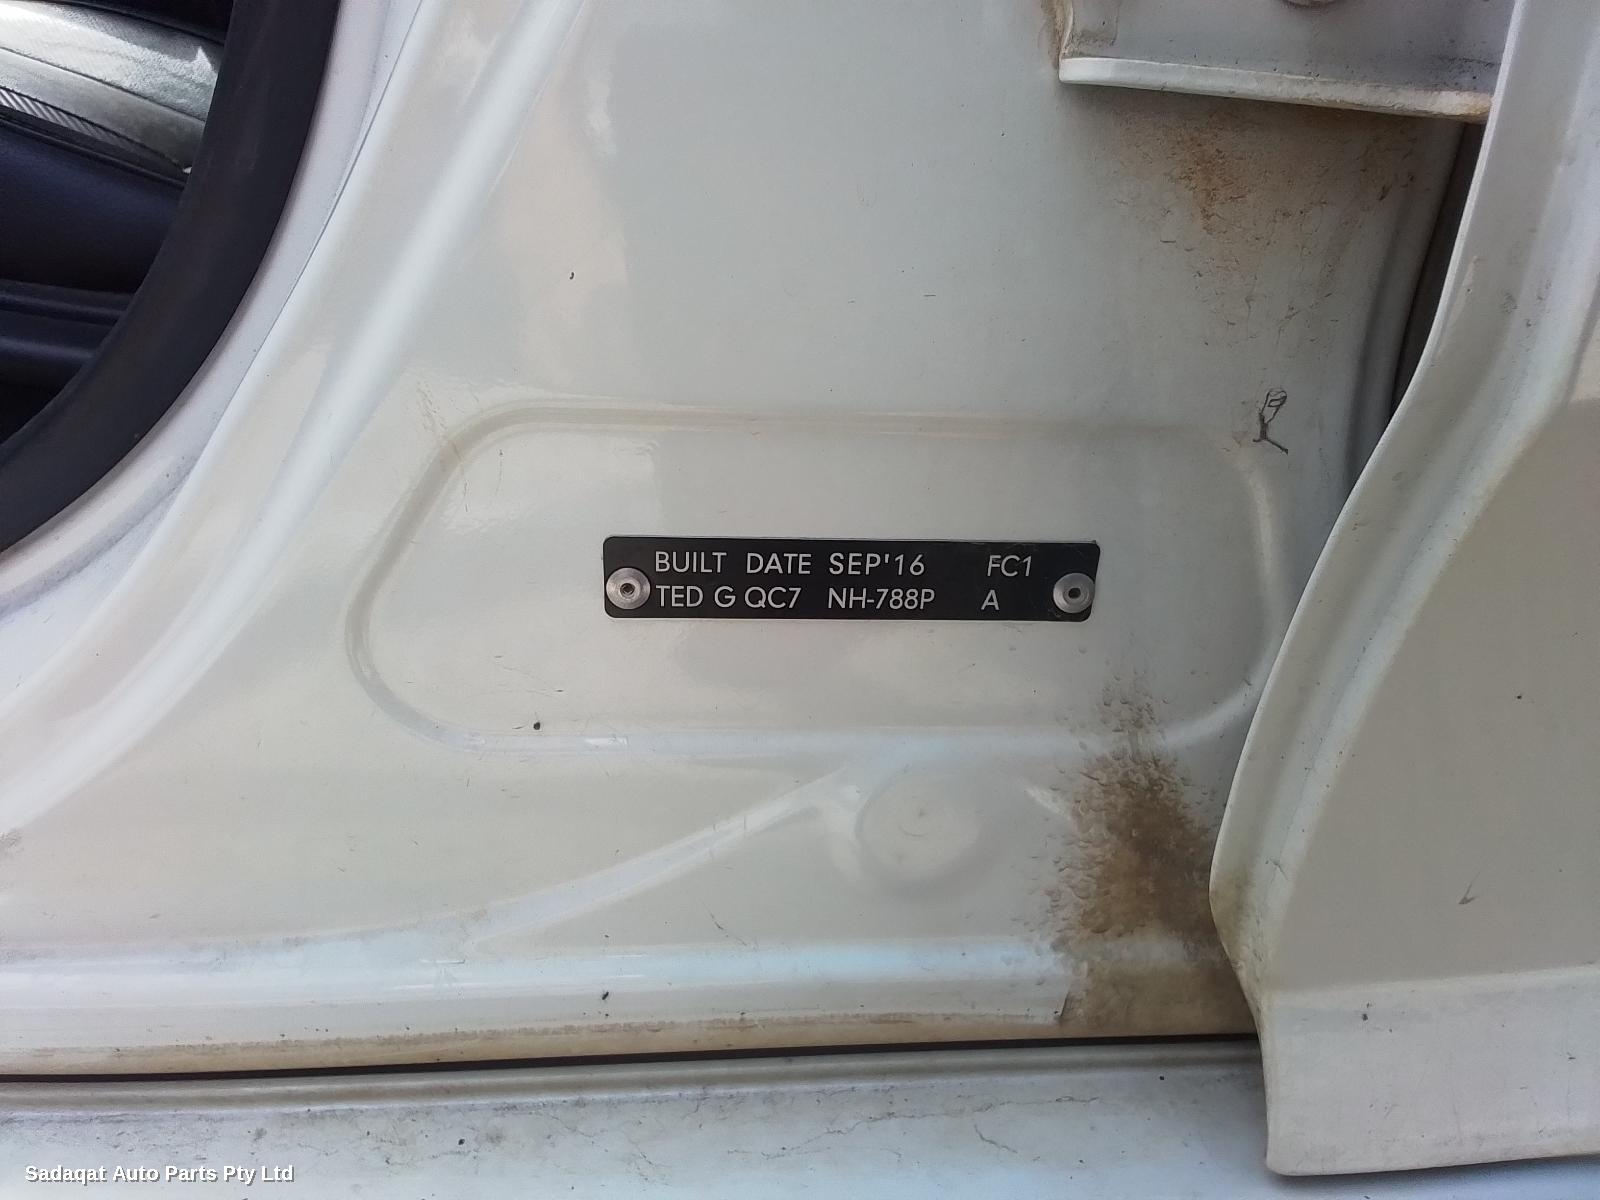 BUILT DATE SEP'16 FC1
TED G QC7 NH-788P A
Sadaqat Auto Parts Pty Ltd